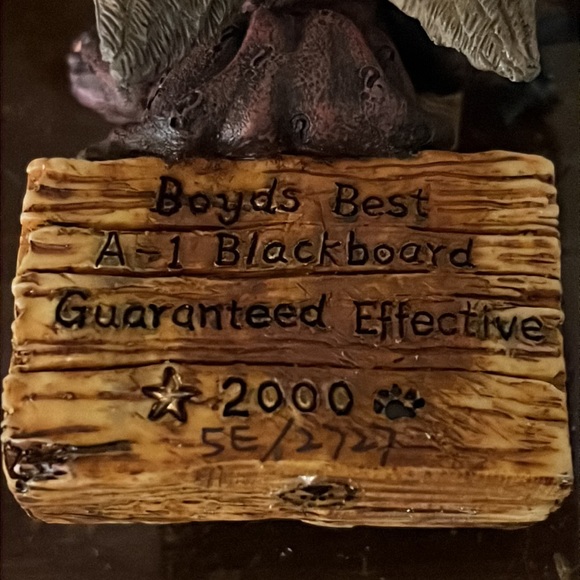 Boyds Best
A-1 Blackboard
Guaranteed Effective
2000
5E/2727